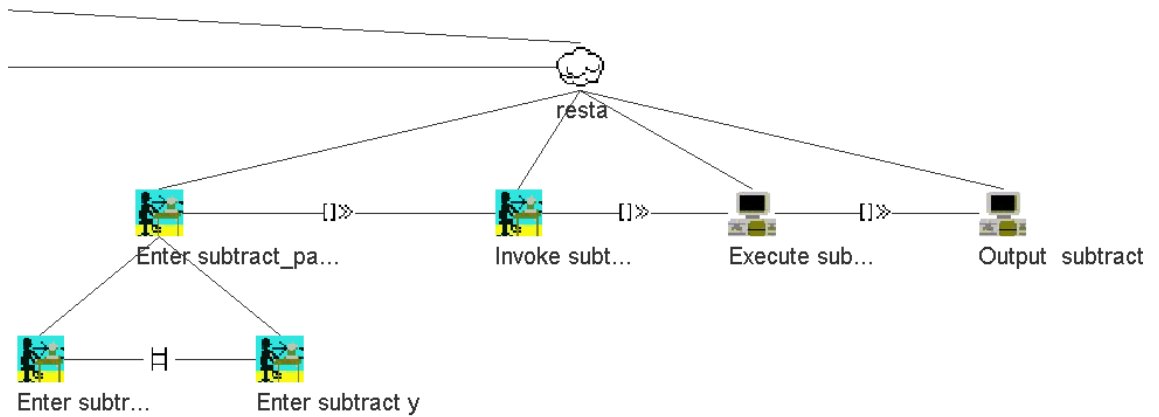 resta
[]»
[]»
[]»
Enter subtract_pa...
Invoke subt...
Execute sub...
Output subtract
|=|
Enter subtr...
Enter subtract y